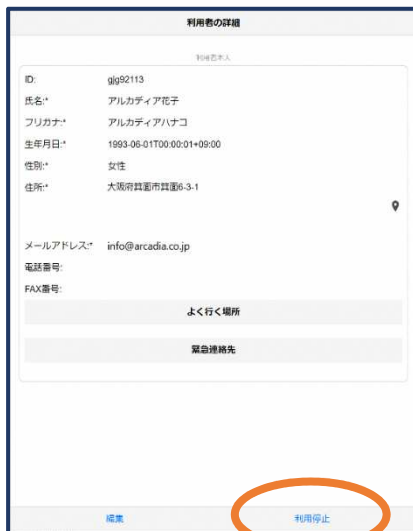 利用者の詳細
利用者本人
ID: gjg92113
氏名:* アルカディア花子
フリガナ:* アルカディアハナコ
生年月日:* 1993-06-01T00:00:01+09:00
性別:* 女性
住所:* 大阪府箕面市箕面6-3-1
メールアドレス:* info@arcadia.co.jp
電話番号:
FAX番号:
よく行く場所
緊急連絡先
編集 利用停止